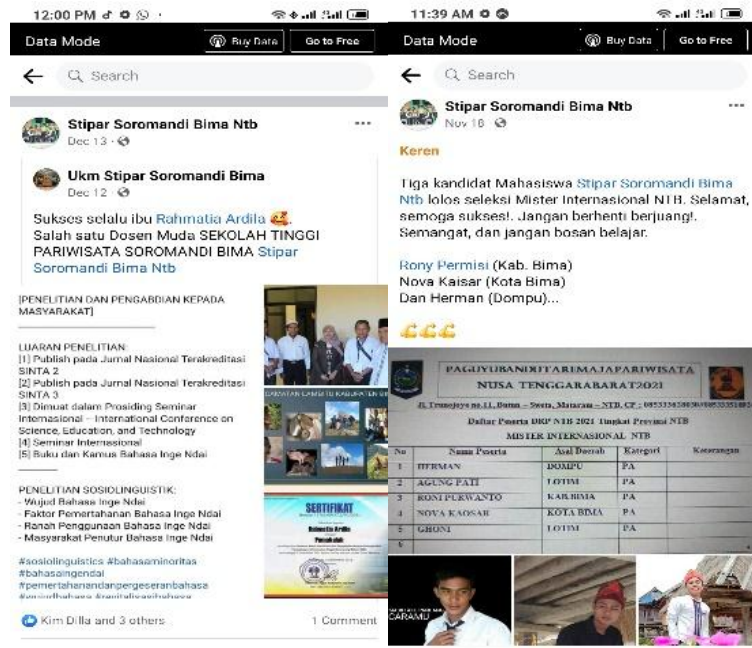 12:00 PM
Data Mode
Buy Data
Go to Free
Search
Stipar Soromandi Bima Ntb
Dec 13
Ukm Stipar Soromandi Bima
Dec 12
Sukses selalu ibu Rahmatia Ardila
Salah satu Dosen Muda SEKOLAH TINGGI
PARIWISATA SOROMANDI BIMA Stipar
Soromandi Bima Ntb
[PENELITIAN DAN PENGABDIAN KEPADA
MASYARAKAT]
LUARAN PENELITIAN:
[1] Publish pada Jurnal Nasional Terakreditasi
SINTA 2
[2] Publish pada Jurnal Nasional Terakreditasi
SINTA 3
[3] Dimuat dalam Prosiding Seminar
Internasional – International Conference on
Science, Education, and Technology
[4] Seminar Internasional
[5] Buku dan Kamus Bahasa Inge Ndai
PENELITIAN SOSIOLINGUISTIK:
- Wujud Bahasa Inge Ndai
- Faktor Pemertahanan Bahasa Inge Ndai
- Ranah Penggunaan Bahasa Inge Ndai
- Masyarakat Penutur Bahasa Inge Ndai
#sosiolinguistics #bahasaminoritas
#bahasaingendai
#pemertahanandanpergeseranbahasa
KABUPATEN
SERTIFIKAT
Rahmatia Ardila
Kim Dilla and 3 others
1 Comment
11:39 AM
Data Mode
Buy Data
Go to Free
Search
Stipar Soromandi Bima Ntb
Nov 18
Keren
Tiga kandidat Mahasiswa Stipar Soromandi Bima
Ntb lolos seleksi Mister Internasional NTB. Selamat,
semoga sukses!. Jangan berhenti berjuang!.
Semangat, dan jangan bosan belajar.
Rony Permisi (Kab. Bima)
Nova Kaisar (Kota Bima)
Dan Herman (Dompu)...
PAGUYUBAN DUTA REMAJA PARIWISATA
NUSA TENGGARA BARAT 2021
Daftar Peserta DRP NTB 2021 Tingkat Provinsi NTB
MISTER INTERNASIONAL NTB
No Nama Peserta Asal Daerah Kategori Keterangan
1 HERMAN DOMPU PA
2 AGUNG PATI LOTIM PA
3 RONI PURWANTO KAB.BIMA PA
4 NOVA KAOSAR KOTA BIMA PA
5 GHONI LOTIM PA
6
CARAMU